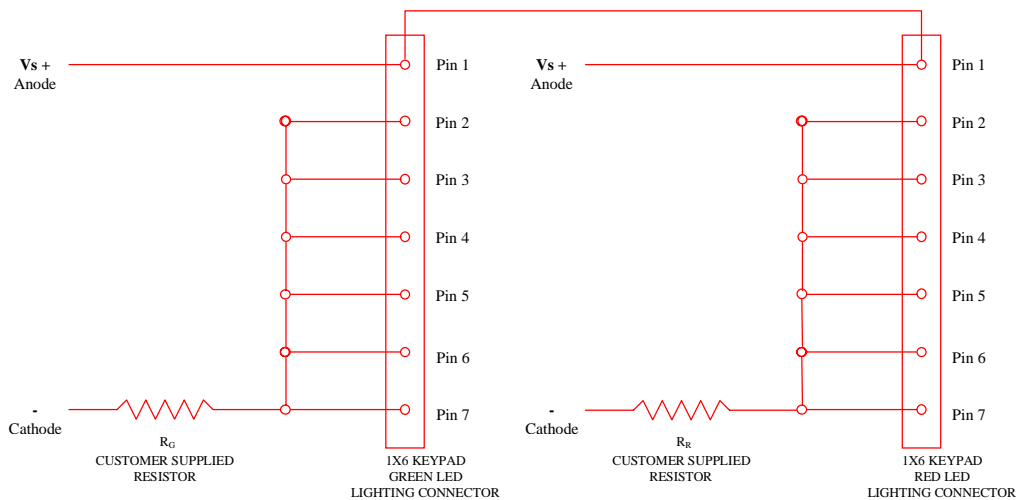 Vs +
Anode
Pin 1
Pin 2
Pin 3
Pin 4
Pin 5
Pin 6
Pin 7
-
Cathode
RG
CUSTOMER SUPPLIED
RESISTOR
1X6 KEYPAD
GREEN LED
LIGHTING CONNECTOR
Vs +
Anode
Pin 1
Pin 2
Pin 3
Pin 4
Pin 5
Pin 6
Pin 7
-
Cathode
RR
CUSTOMER SUPPLIED
RESISTOR
1X6 KEYPAD
RED LED
LIGHTING CONNECTOR